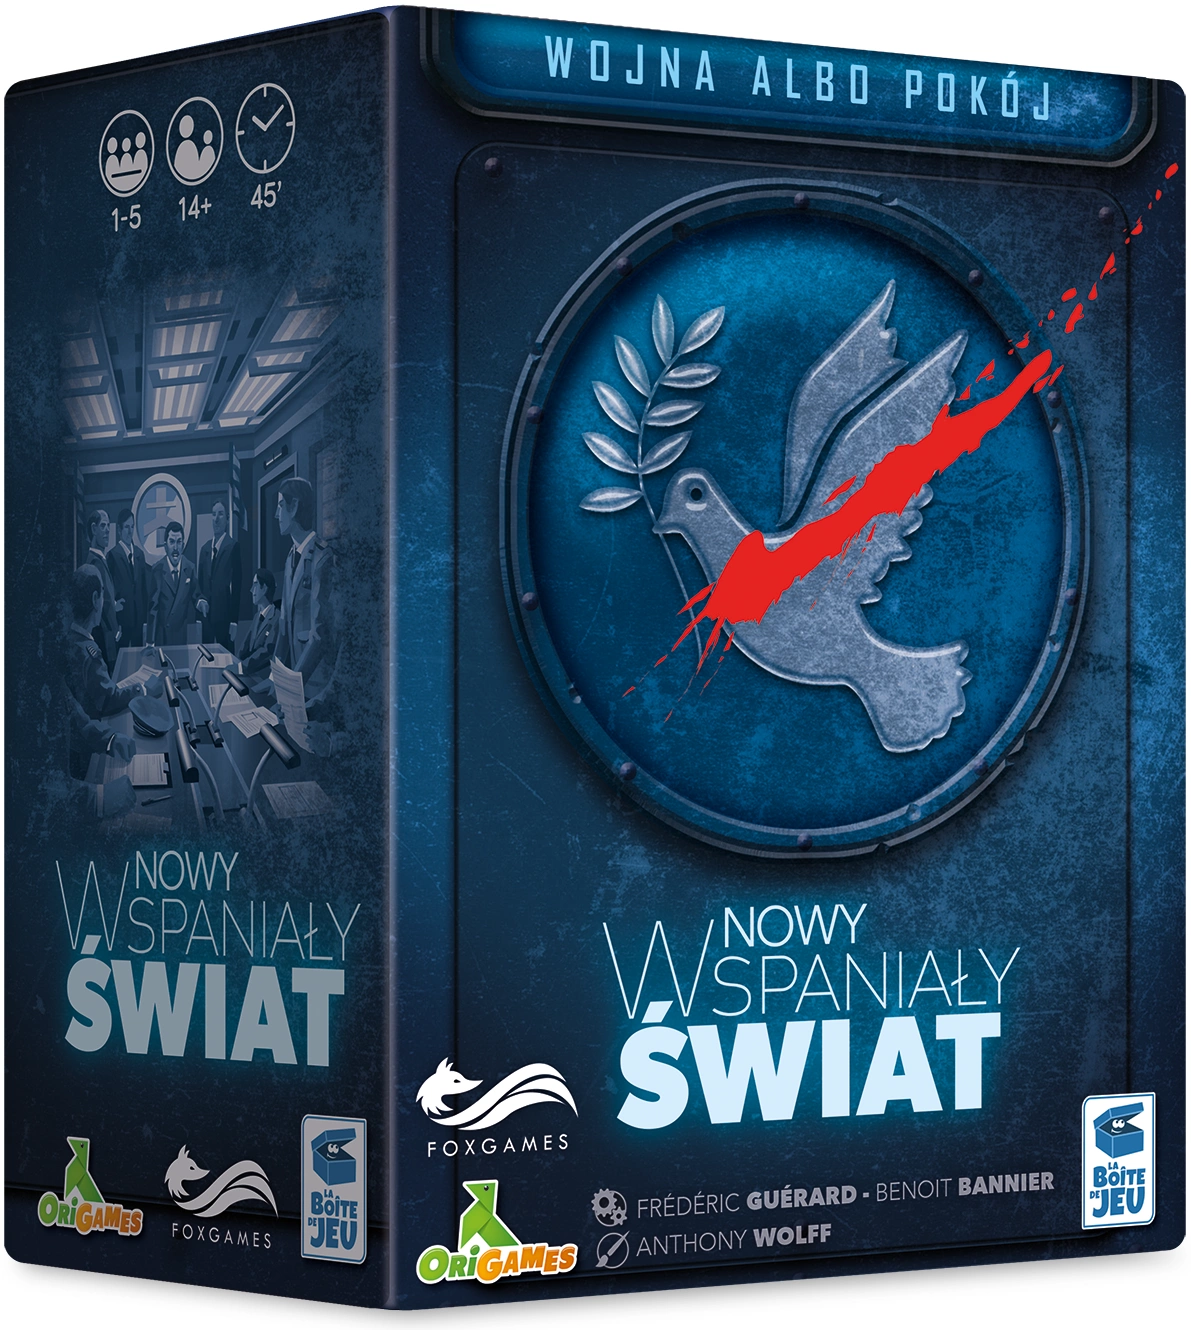 1-5
14+
45'
NOWY
WSPANIAŁY
ŚWIAT
ORIGAMES
FOXGAMES
LA
BOÎTE
DE JEU
WOJNA ALBO POKÓJ
NOWY
WSPANIAŁY
ŚWIAT
FOXGAMES
ORIGAMES
FRÉDÉRIC GUÉRARD - BENOIT BANNIER
ANTHONY WOLFF
LA
BOÎTE
DE JEU